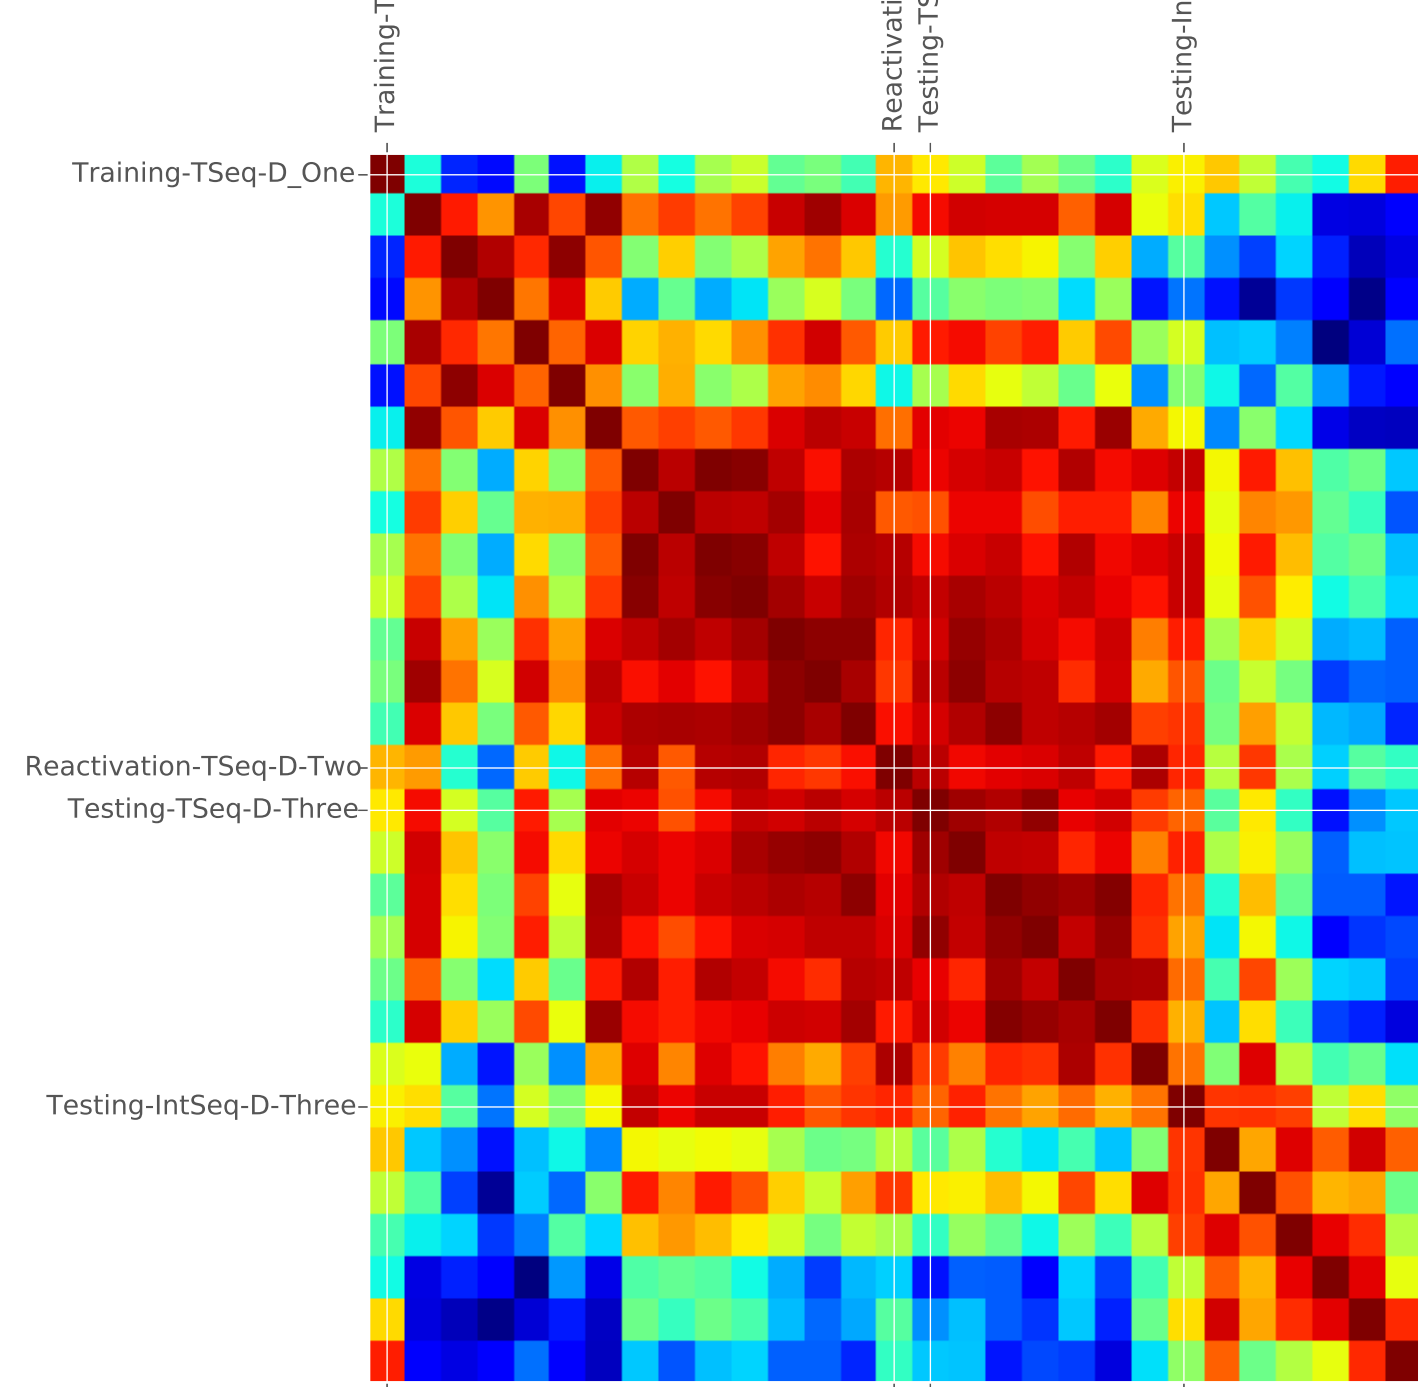 Training-T
Reactivati
Testing-TS
Testing-In
Training-TSeq-D_One
Reactivation-TSeq-D-Two
Testing-TSeq-D-Three
Testing-IntSeq-D-Three